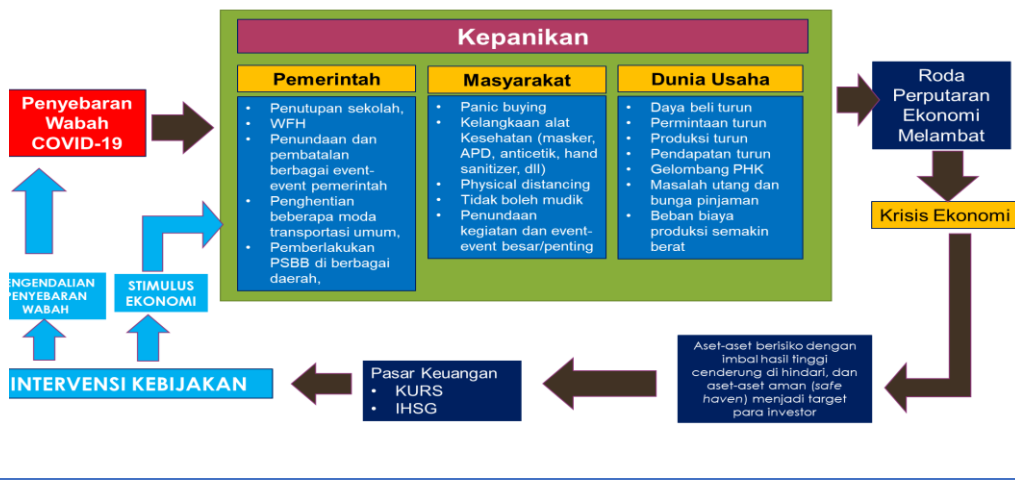 Kepanikan
Penyebaran
Wabah
COVID-19
Pemerintah
• Penutupan sekolah,
• WFH
• Penundaan dan
pembatalan
berbagai event-
event pemerintah
• Penghentian
beberapa moda
transportasi umum,
• Pemberlakukan
PSBB di berbagai
daerah,
Masyarakat
• Panic buying
• Kelangkaan alat
Kesehatan (masker,
APD, anticetik, hand
sanitizer, dll)
• Physical distancing
• Tidak boleh mudik
• Penundaan
kegiatan dan event-
event besar/penting
Dunia Usaha
• Daya beli turun
• Permintaan turun
• Produksi turun
• Pendapatan turun
• Gelombang PHK
• Masalah utang dan
bunga pinjaman
• Beban biaya
produksi semakin
berat
Roda
Perputaran
Ekonomi
Melambat
Krisis Ekonomi
Aset-aset berisiko dengan
imbal hasil tinggi
cenderung di hindari, dan
aset-aset aman (safe
haven) menjadi target
para investor
Pasar Keuangan
• KURS
• IHSG
INTERVENSI KEBIJAKAN
ENGENDALIAN
PENYEBARAN
WABAH
STIMULUS
EKONOMI